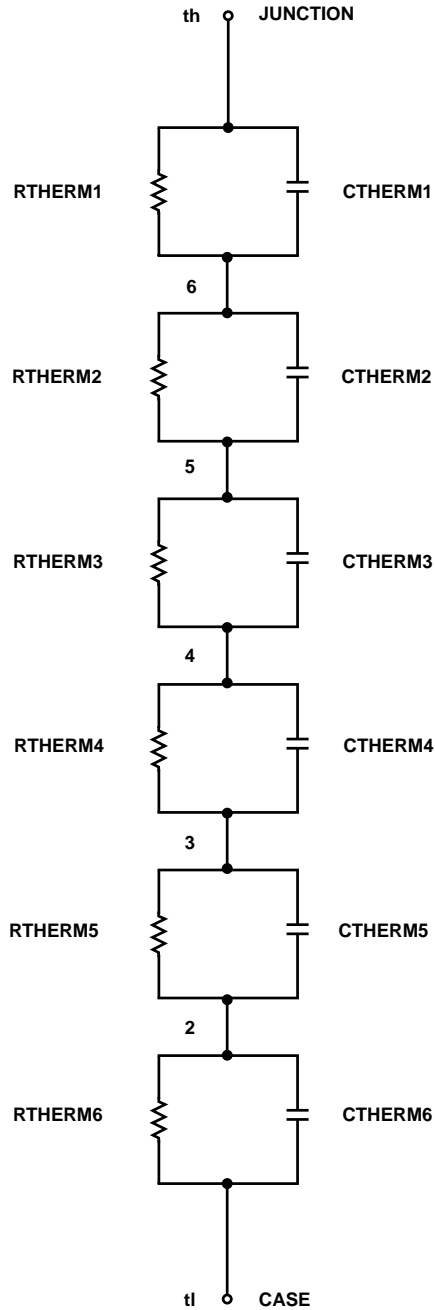 th JUNCTION
RTHERM1 CTHERM1
6
RTHERM2 CTHERM2
5
RTHERM3 CTHERM3
4
RTHERM4 CTHERM4
3
RTHERM5 CTHERM5
2
RTHERM6 CTHERM6
tl CASE